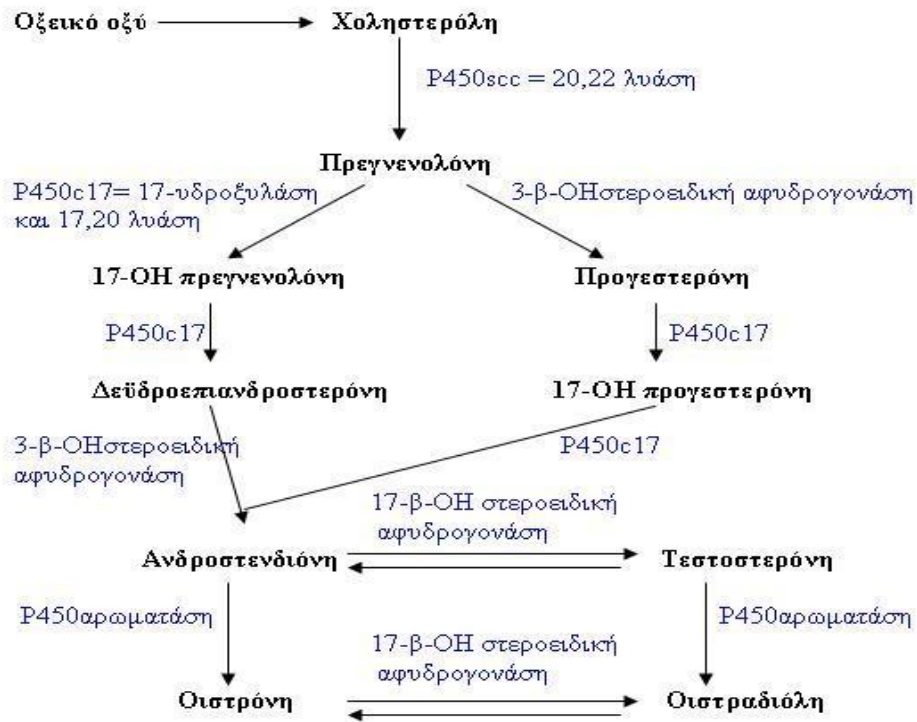 Οξεικό οξύ
Χοληστερόλη
P450scc = 20,22 λυάση
Πρεγνενολόνη
P450c17= 17-υδροξυλάση
και 17,20 λυάση
3-β-ΟΗστεροειδική αφυδρογονάση
17-ΟΗ πρεγνενολόνη
Προγεστερόνη
P450c17
P450c17
Δεϋδροεπιανδροστερόνη
17-ΟΗ προγεστερόνη
3-β-ΟΗστεροειδική
αφυδρογονάση
P450c17
17-β-ΟΗ στεροειδική
αφυδρογονάση
Ανδροστενδιόνη
Τεστοστερόνη
P450αρωματάση
P450αρωματάση
17-β-ΟΗ στεροειδική
αφυδρογονάση
Οιστρόνη
Οιστραδιόλη